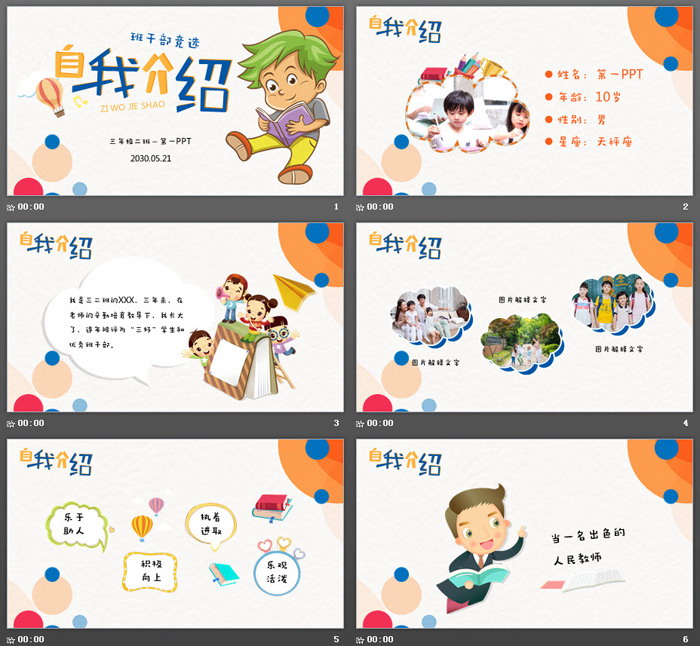 班干部竞选
自我介绍
ZI WO JIE SHAO
三年级二班—第一PPT
2030.05.21
00:00
1
自我介绍
姓名：第一PPT
年龄：10岁
性别：男
星座：天秤座
00:00
2
自我介绍
我是三二班的XXX，三年来，在
老师的辛勤培育教导下，我长大
了，连年被评为“三好”学生和
优秀班干部。
00:00
3
自我介绍
图片解释文字
图片解释文字
图片解释文字
00:00
4
自我介绍
乐于
助人
积极
向上
执着
进取
乐观
活泼
00:00
5
自我介绍
当一名出色的
人民教师
00:00
6